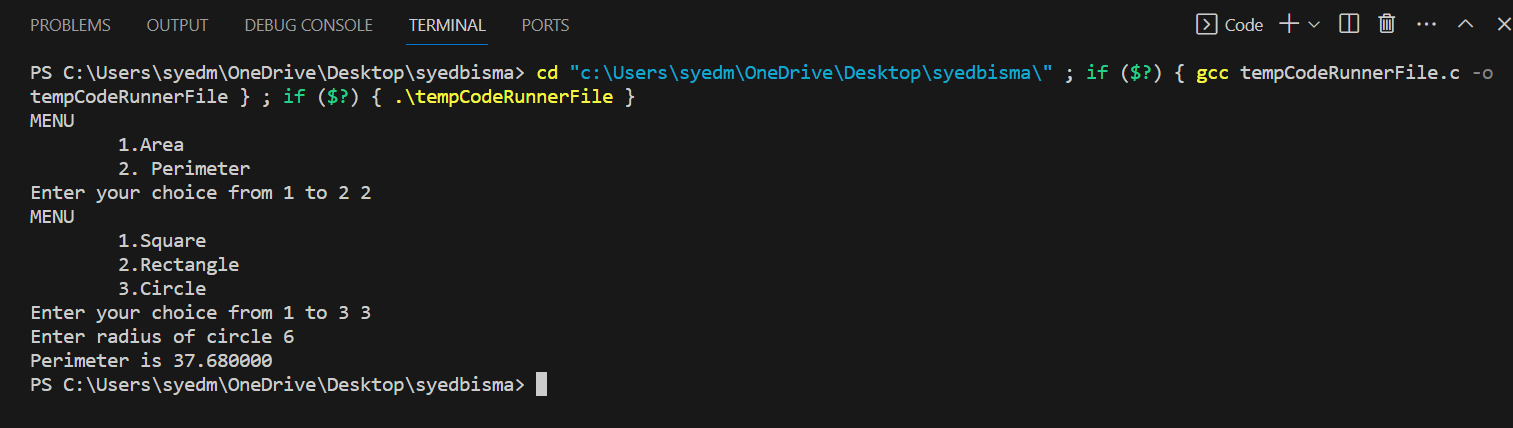 PROBLEMS OUTPUT DEBUG CONSOLE TERMINAL PORTS Code
PS C:\Users\syedm\OneDrive\Desktop\syedbisma> cd "c:\Users\syedm\OneDrive\Desktop\syedbisma\" ; if ($?) { gcc tempCodeRunnerFile.c -o
tempCodeRunnerFile } ; if ($?) { .\tempCodeRunnerFile }
MENU
1.Area
2. Perimeter
Enter your choice from 1 to 2 2
MENU
1.Square
2.Rectangle
3.Circle
Enter your choice from 1 to 3 3
Enter radius of circle 6
Perimeter is 37.680000
PS C:\Users\syedm\OneDrive\Desktop\syedbisma>